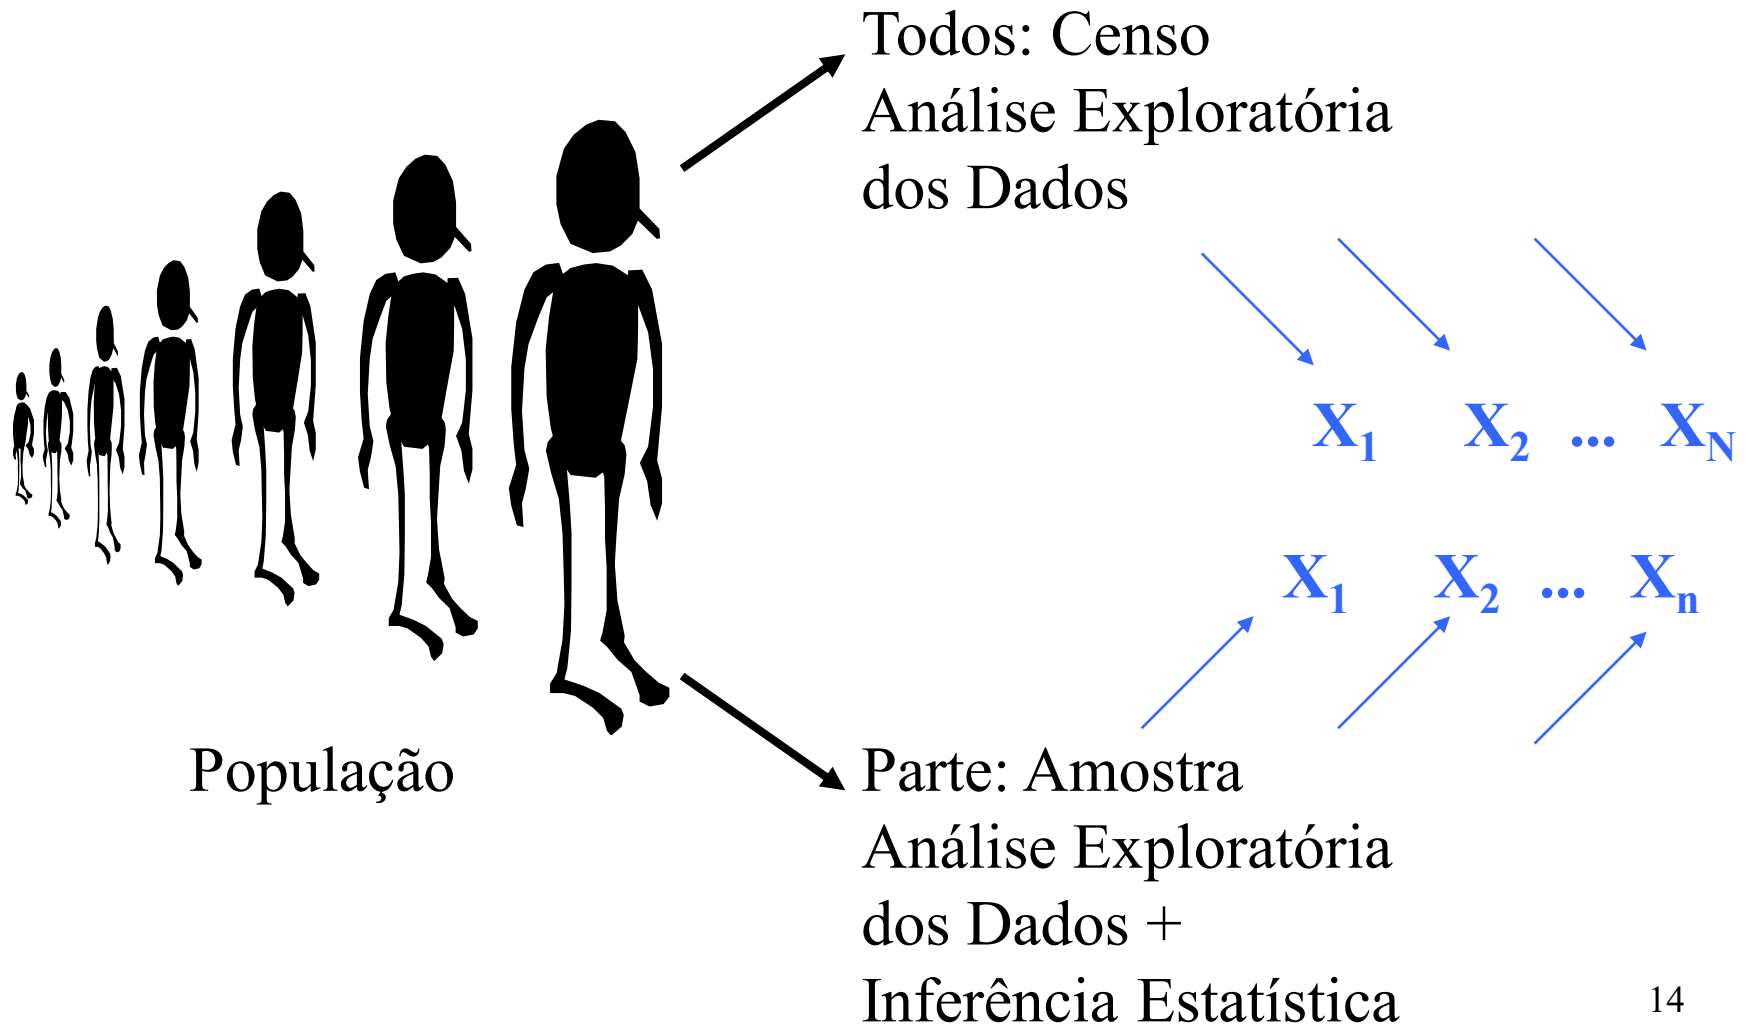 Todos: Censo
Análise Exploratória
dos Dados
X₁ X₂ ... X_N
X₁ X₂ ... Xₙ
População
Parte: Amostra
Análise Exploratória
dos Dados +
Inferência Estatística
14